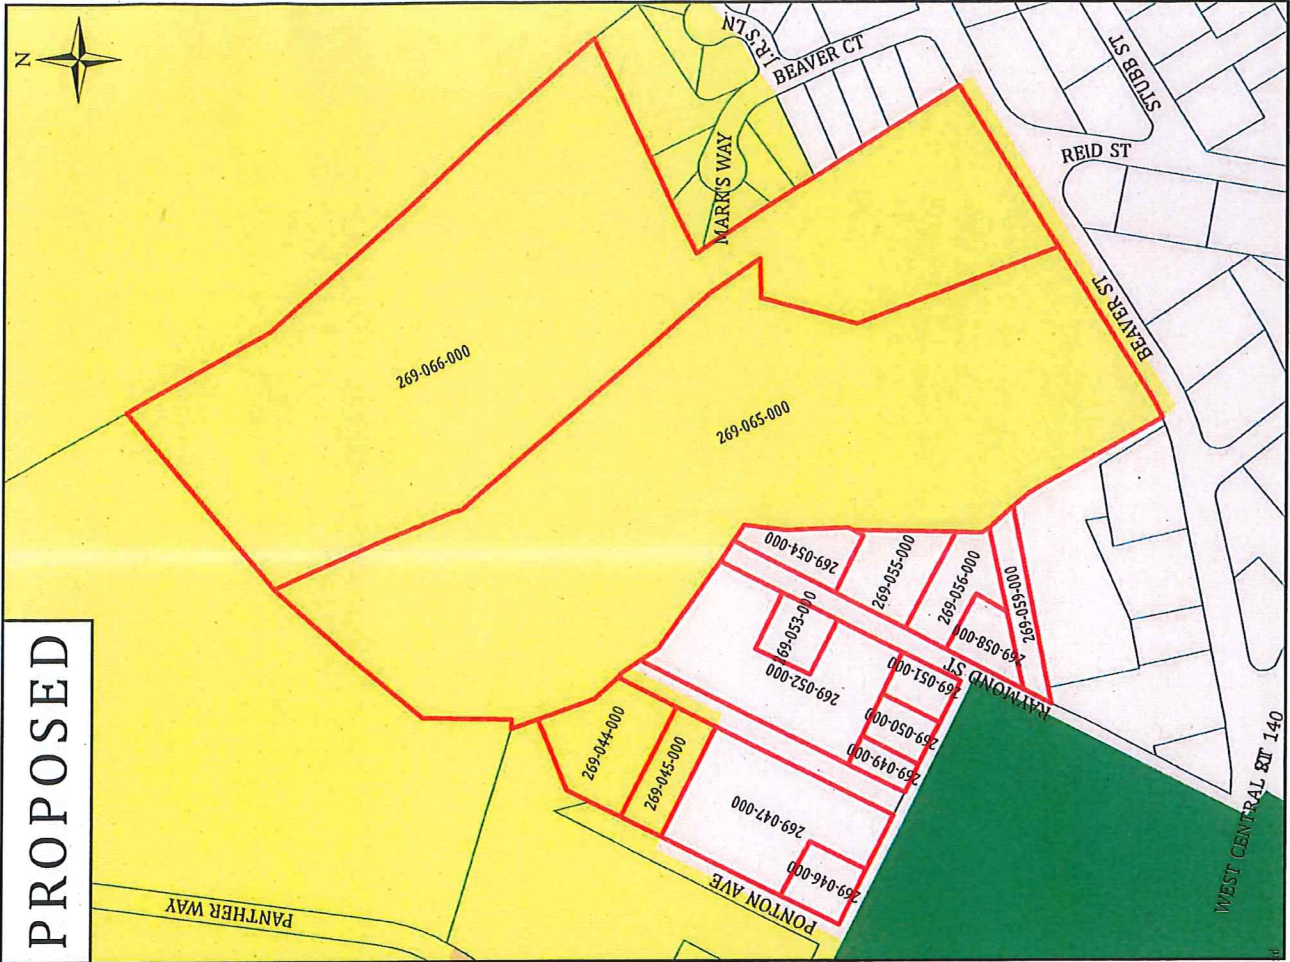 PROPOSED
N
J.R.'S LN
BEAVER CT
STUBB ST
MARK'S WAY
REID ST
269-066-000
BEAVER ST
269-065-000
269-054-000
269-055-000
269-056-000
269-059-000
269-058-000
269-053-000
269-052-000
269-051-000
RAYMOND ST
269-050-000
269-049-000
269-044-000
269-045-000
269-047-000
269-046-000
PONTON AVE
PANTHER WAY
WEST CENTRAL ST
RT 140